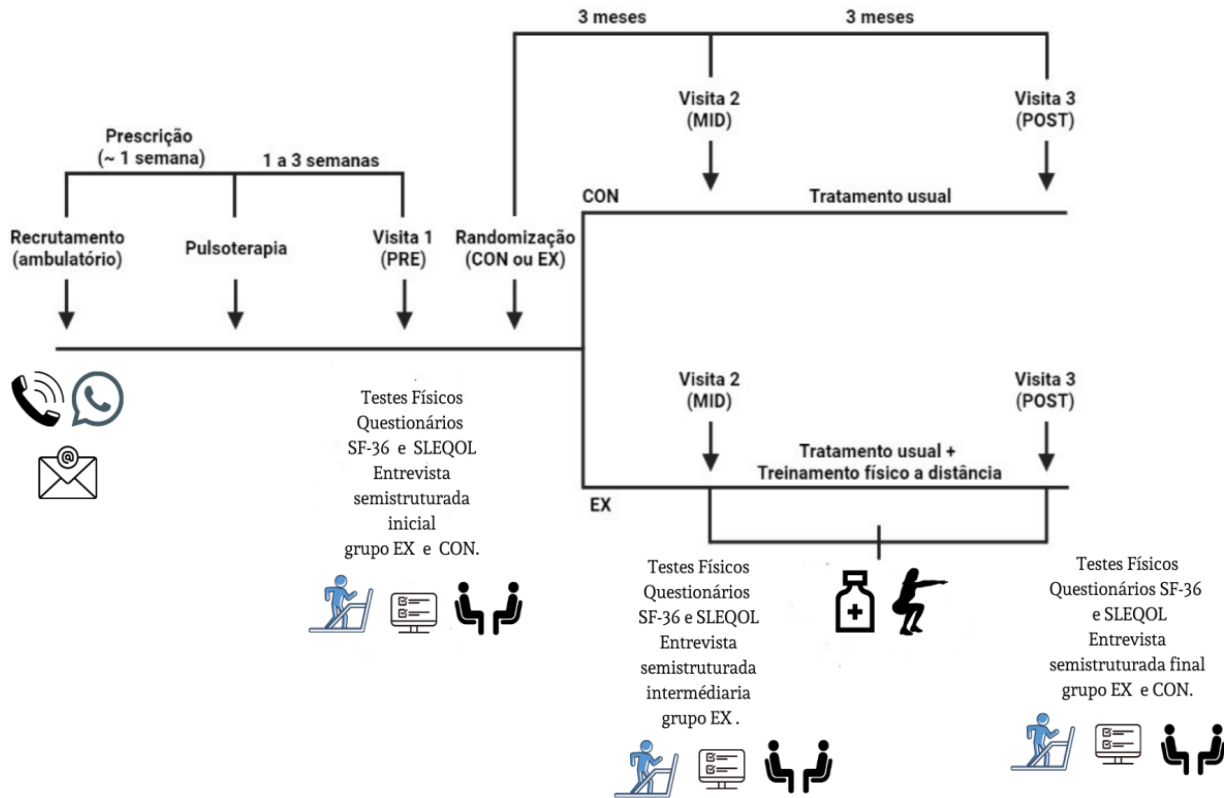 3 meses
3 meses
Visita 2
(MID)
Visita 3
(POST)
Prescrição
(~ 1 semana)
1 a 3 semanas
CON
Tratamento usual
Recrutamento
(ambulatório)
Pulsoterapia
Visita 1
(PRE)
Randomização
(CON ou EX)
Visita 2
(MID)
Visita 3
(POST)
Tratamento usual +
Treinamento físico a distância
EX
@
Testes Físicos
Questionários
SF-36 e SLEQOL
Entrevista
semistruturada
inicial
grupo EX e CON.
Testes Físicos
Questionários
SF-36 e SLEQOL
Entrevista
semistruturada
intermédiaria
grupo EX .
Testes Físicos
Questionários SF-36
e SLEQOL
Entrevista
semistruturada final
grupo EX e CON.